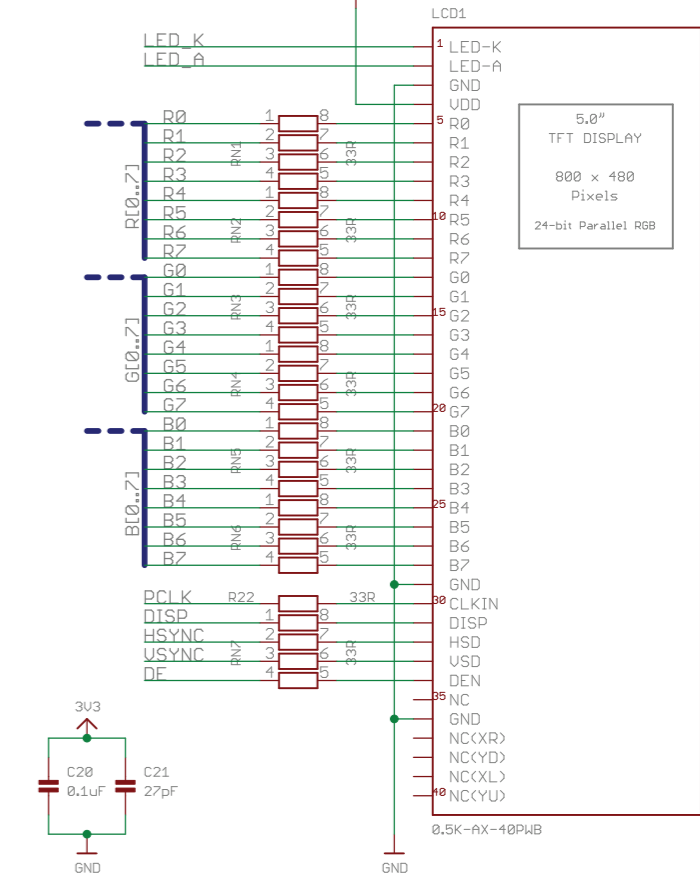 LCD1
LED_K 1 LED-K
LED_A LED-A
GND
VDD
R0 1 8 5 R0
R1 2 7 R1
R2 RN1 3 6 33R R2
R3 4 5 R3
R4 1 8 R4
R5 2 7 10 R5
R6 RN2 3 6 33R R6
R7 4 5 R7
R[0..7]
G0 1 8 G0
G1 2 7 G1
G2 RN3 3 6 33R 15 G2
G3 4 5 G3
G4 1 8 G4
G5 2 7 G5
G6 RN4 3 6 33R G6
G7 4 5 20 G7
G[0..7]
B0 1 8 B0
B1 2 7 B1
B2 RN5 3 6 33R B2
B3 4 5 B3
B4 1 8 25 B4
B5 2 7 B5
B6 RN6 3 6 33R B6
B7 4 5 B7
B[0..7]
GND
PCLK R22 33R 30 CLKIN
DISP 1 8 DISP
HSYNC 2 7 HSD
VSYNC RN7 3 6 33R VSD
DE 4 5 DEN
35 NC
GND
NC(XR)
NC(YD)
NC(XL)
40 NC(YU)
0.5K-AX-40PWB
5.0"
TFT DISPLAY
800 x 480
Pixels
24-bit Parallel RGB
3V3
C20 C21
0.1uF 27pF
GND
GND